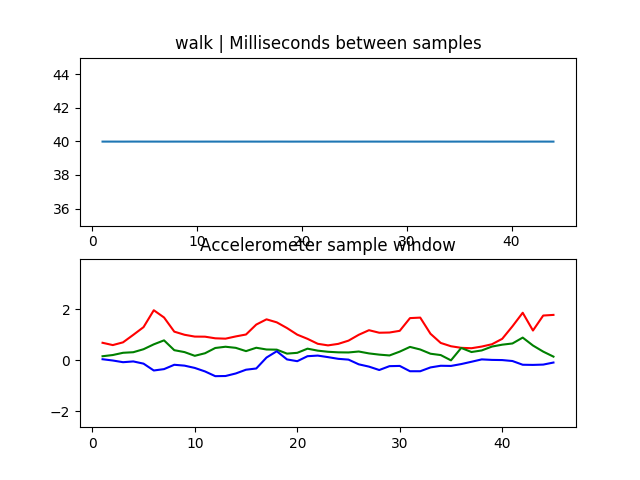 walk | Milliseconds between samples
44
42
40
38
36
0 10 20 30 40
Accelerometer sample window
2
0
−2
0 10 20 30 40